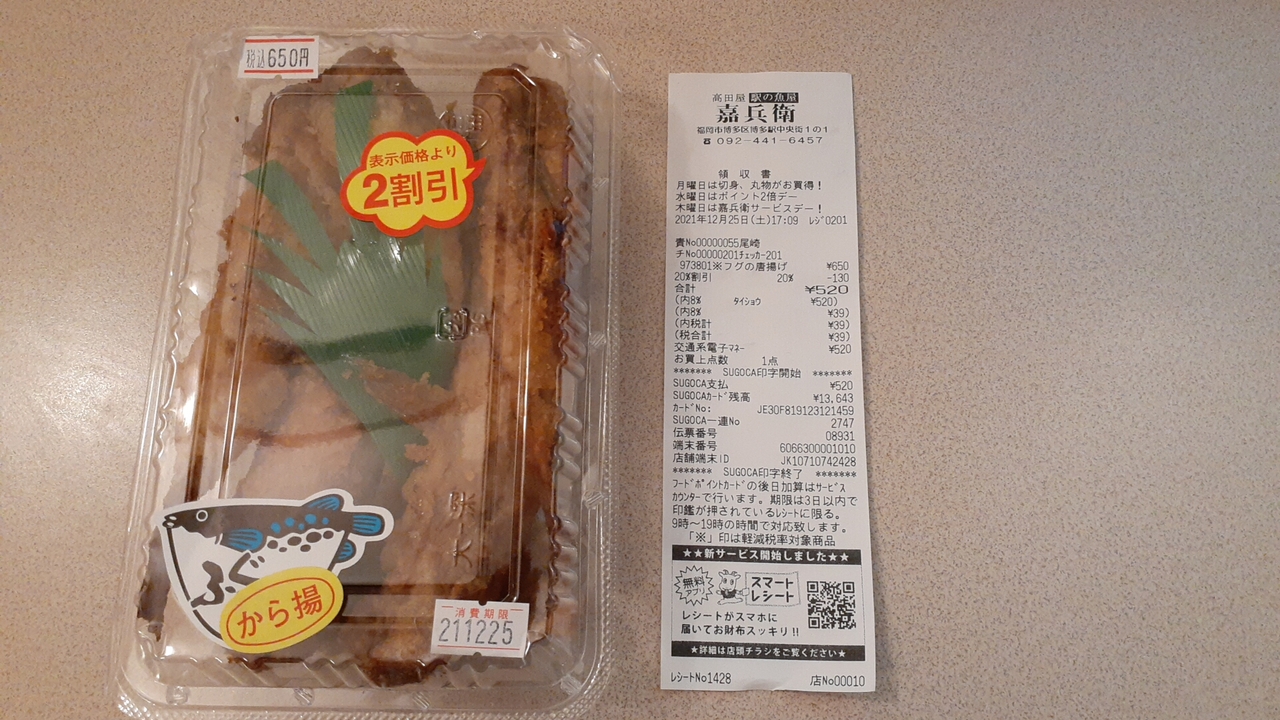 税込650円
表示価格より
2割引
ふぐ
から揚
消費期限
211225
高田屋 駅の魚屋
嘉兵衛
福岡市博多区博多駅中央街1の1
☎ 092-441-6457
領 収 書
月曜日は切身、丸物がお買得!
水曜日はポイント2倍デー
木曜日は嘉兵衛サービスデー!
2021年12月25日(土)17:09 レジ0201
責No00000055尾崎
チNo00000201チェッカー201
973801※フグの唐揚げ ¥650
20%割引 20% -130
合計 ¥520
(内8% タイショウ ¥520)
(内8% ¥39)
(内税計 ¥39)
(税合計 ¥39)
交通系電子マネー ¥520
お買上点数 1点
******* SUGOCA印字開始 *******
SUGOCA支払 ¥520
SUGOCAカード残高 ¥13,643
カードNo: JE30F819123121459
SUGOCA一連No 2747
伝票番号 08931
端末番号 6066300001010
店舗端末ID JK10710742428
******* SUGOCA印字終了 *******
フードポイントカードの後日加算はサービス
カウンターで行います。期限は3日以内で
印鑑が押されているレシートに限る。
9時~19時の時間で対応致します。
「※」印は軽減税率対象商品
★★新サービス開始しました★★
無料
アプリ
スマート
レシート
レシートがスマホに
届いてお財布スッキリ!!
★詳細は店頭チラシをご覧ください★
レシートNo1428 店No00010